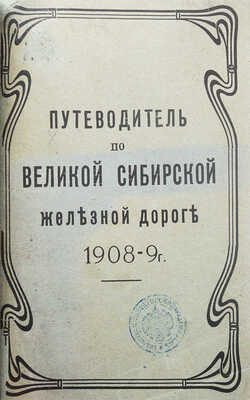 ПУТЕВОДИТЕЛЬ
по
ВЕЛИКОЙ СИБИРСКОЙ
желѣзной дорогѣ
1908-9г.